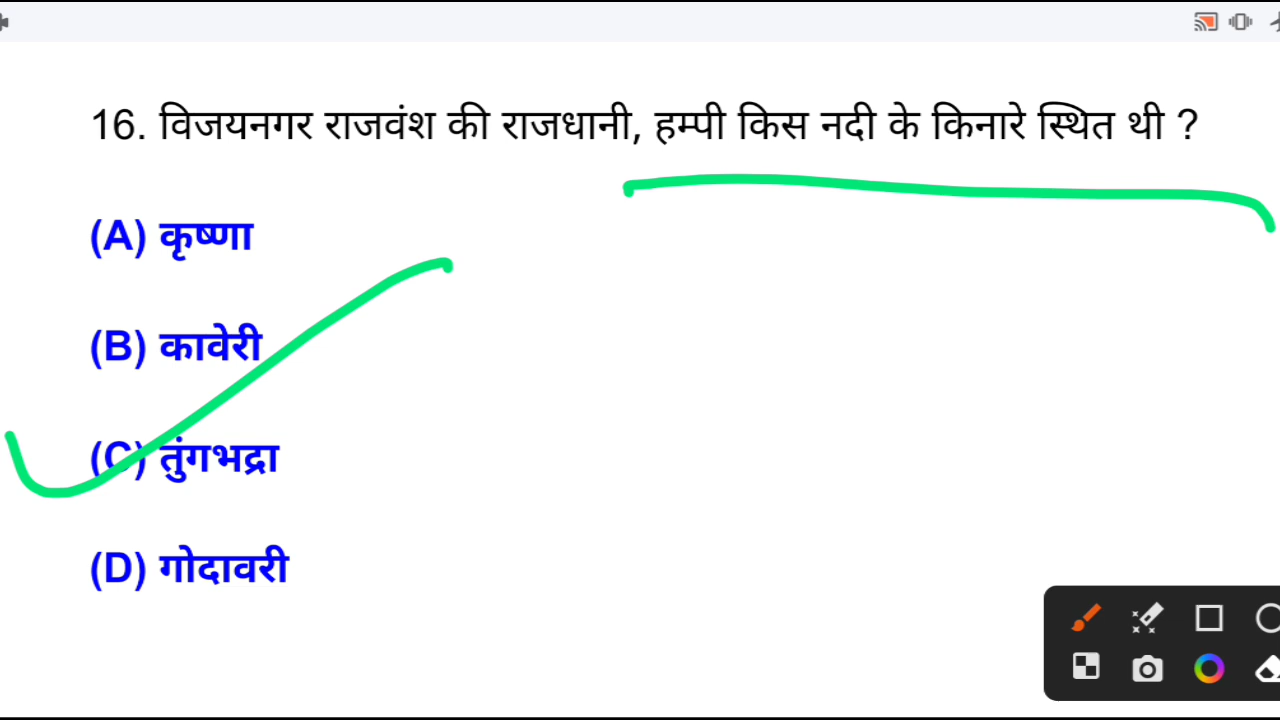 16. विजयनगर राजवंश की राजधानी, हम्पी किस नदी के किनारे स्थित थी ?
(A) कृष्णा
(B) कावेरी
(C) तुंगभद्रा
(D) गोदावरी